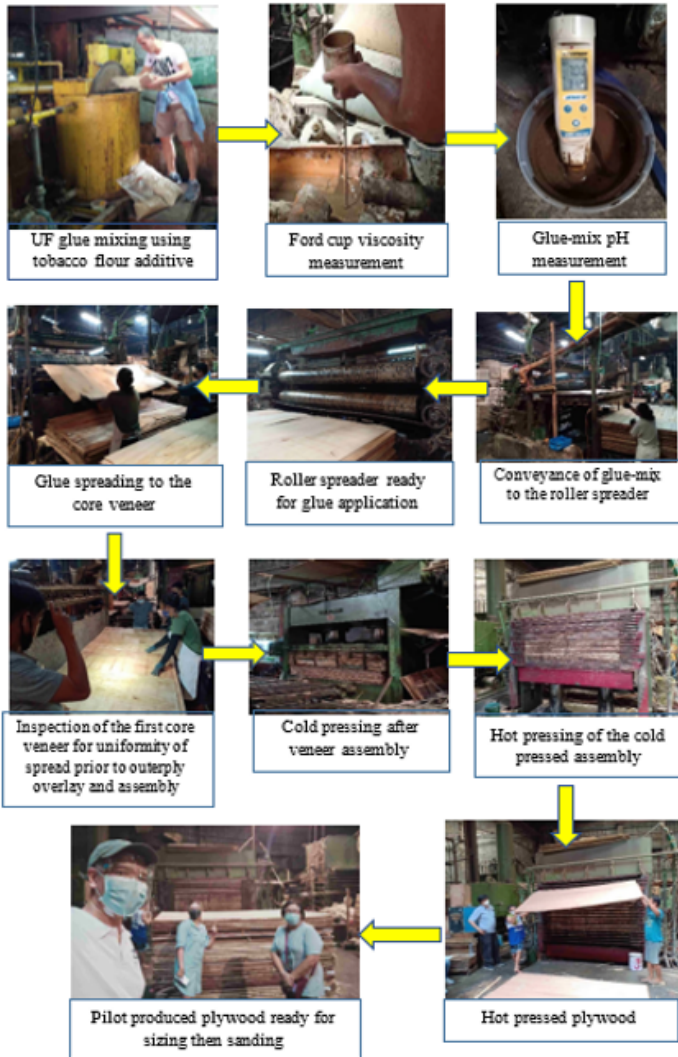 UF glue mixing using
tobacco flour additive
Ford cup viscosity
measurement
Glue-mix pH
measurement
Conveyance of glue-mix
to the roller spreader
Roller spreader ready
for glue application
Glue spreading to the
core veneer
Inspection of the first core
veneer for uniformity of
spread prior to outerply
overlay and assembly
Cold pressing after
veneer assembly
Hot pressing of the cold
pressed assembly
Hot pressed plywood
Pilot produced plywood ready for
sizing then sanding